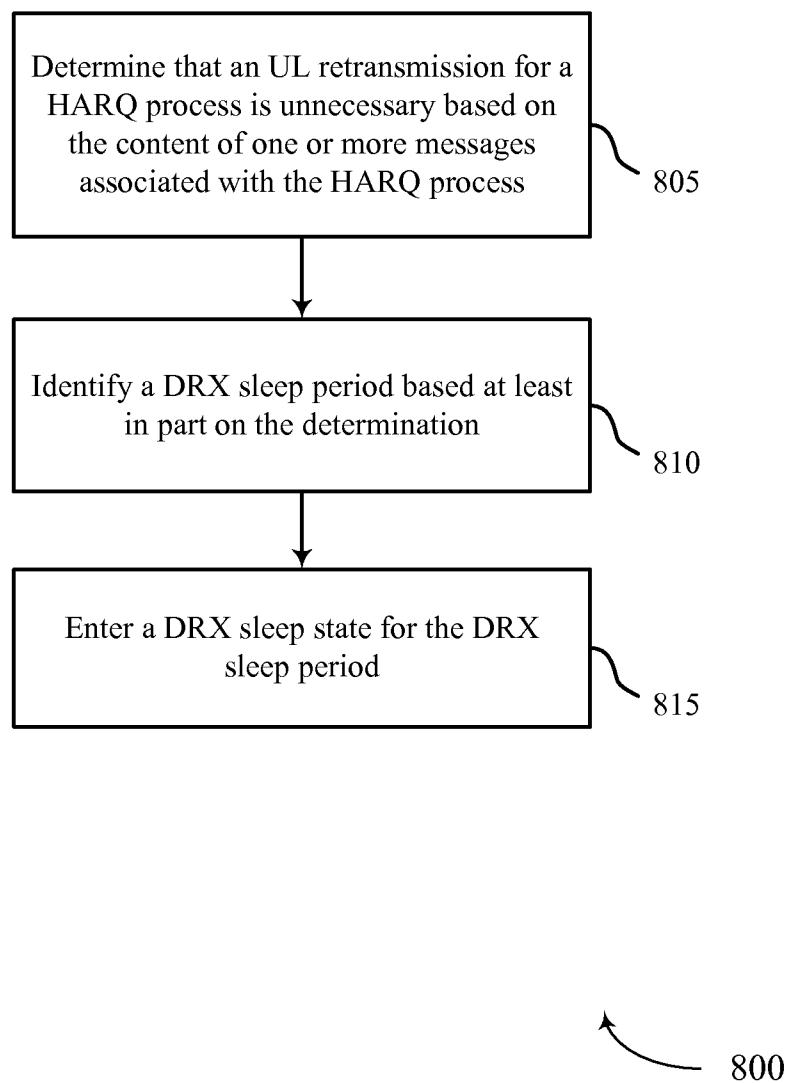 Determine that an UL retransmission for a
HARQ process is unnecessary based on
the content of one or more messages
associated with the HARQ process
805
Identify a DRX sleep period based at least
in part on the determination
810
Enter a DRX sleep state for the DRX
sleep period
815
800